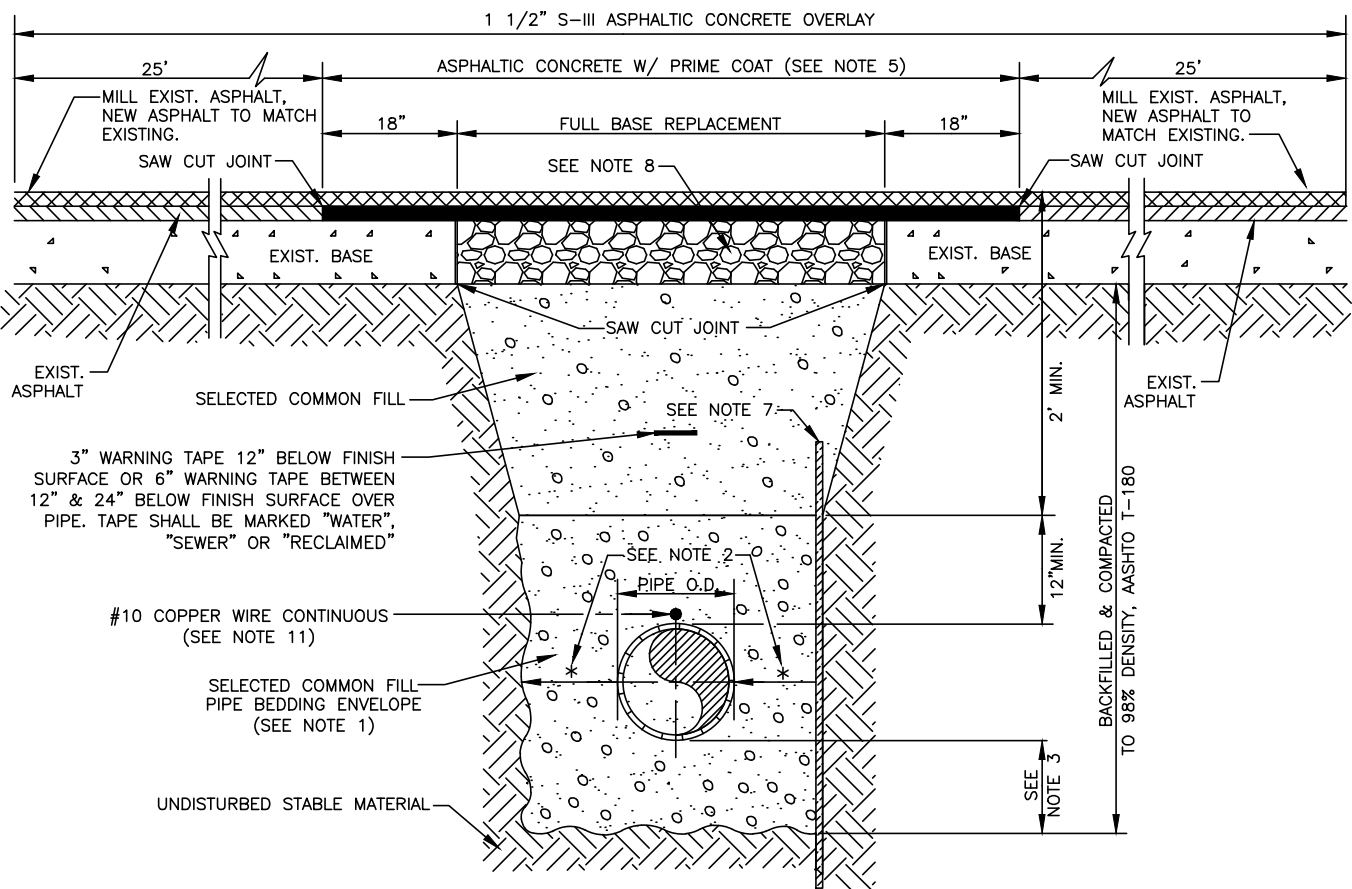 1 1/2" S-III ASPHALTIC CONCRETE OVERLAY
25'
ASPHALTIC CONCRETE W/ PRIME COAT (SEE NOTE 5)
25'
MILL EXIST. ASPHALT,
NEW ASPHALT TO MATCH
EXISTING.
MILL EXIST. ASPHALT,
NEW ASPHALT TO
MATCH EXISTING.
18"
FULL BASE REPLACEMENT
18"
SAW CUT JOINT
SEE NOTE 8
SAW CUT JOINT
EXIST. BASE
EXIST. BASE
SAW CUT JOINT
EXIST.
ASPHALT
EXIST.
ASPHALT
SELECTED COMMON FILL
SEE NOTE 7
2' MIN.
3" WARNING TAPE 12" BELOW FINISH
SURFACE OR 6" WARNING TAPE BETWEEN
12" & 24" BELOW FINISH SURFACE OVER
PIPE. TAPE SHALL BE MARKED "WATER",
"SEWER" OR "RECLAIMED"
SEE NOTE 2
PIPE O.D.
12"MIN.
BACKFILLED & COMPACTED
TO 98% DENSITY, AASHTO T-180
#10 COPPER WIRE CONTINUOUS
(SEE NOTE 11)
SELECTED COMMON FILL
PIPE BEDDING ENVELOPE
(SEE NOTE 1)
SEE
NOTE 3
UNDISTURBED STABLE MATERIAL